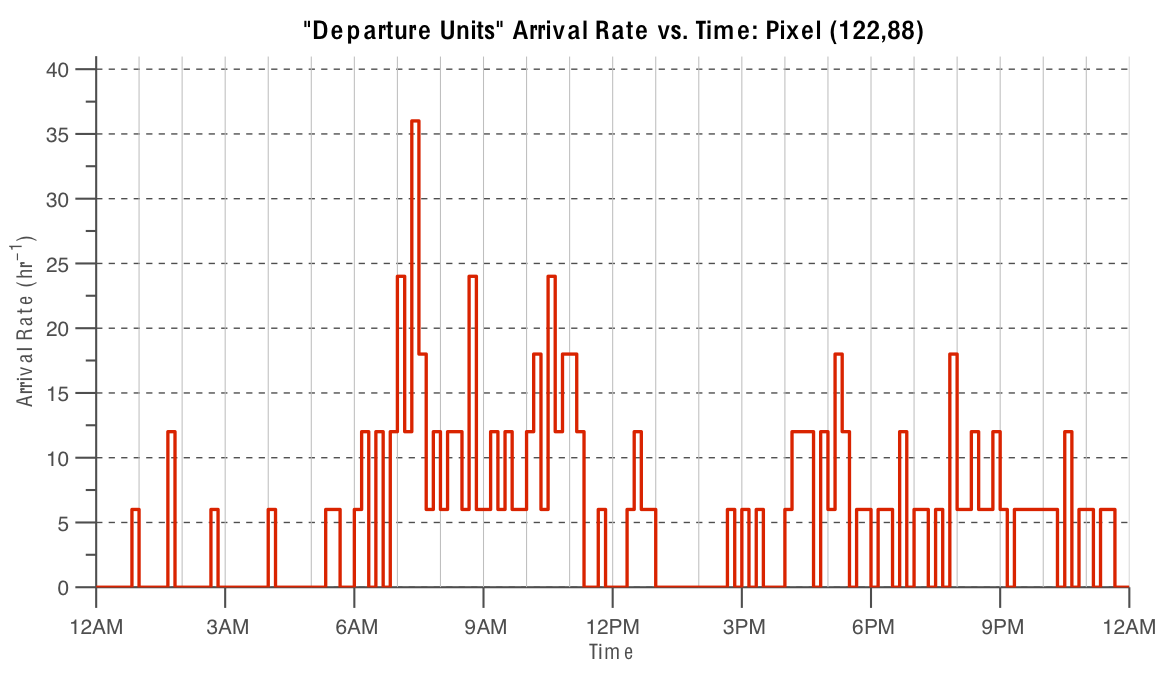 "Departure Units" Arrival Rate vs. Time: Pixel (122,88)
40
35
30
25
20
15
10
5
0
Arrival Rate (hr⁻¹)
12AM 3AM 6AM 9AM 12PM 3PM 6PM 9PM 12AM
Time